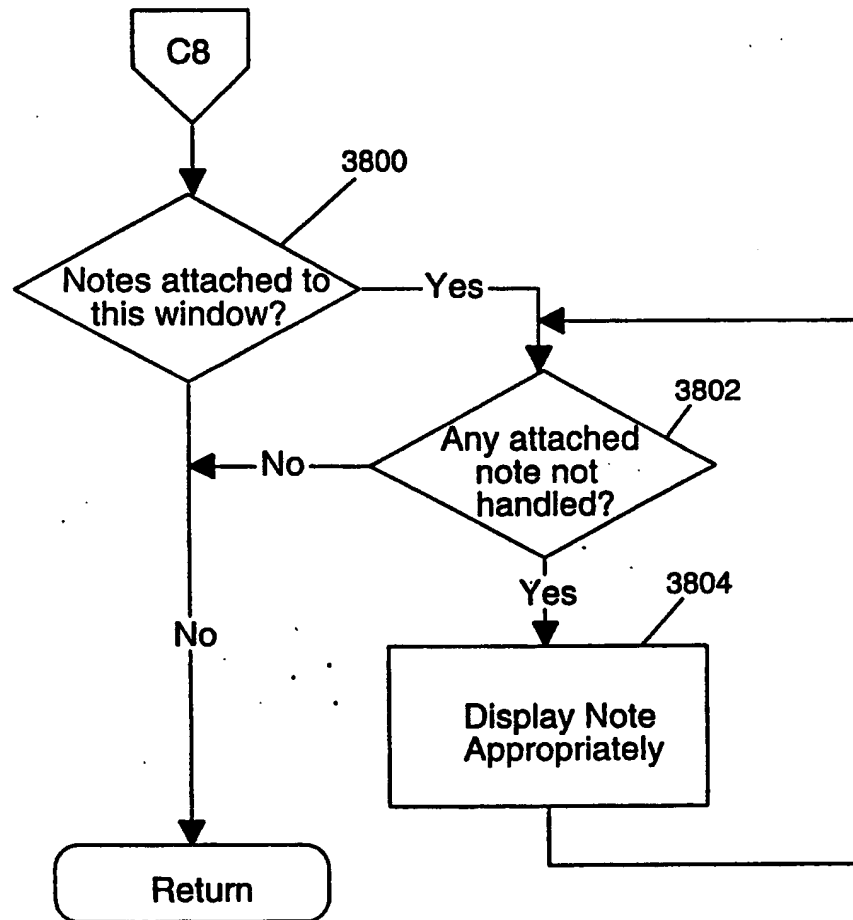 C8
3800
Notes attached to
this window?
Yes
3802
Any attached
note not
handled?
No
Yes
3804
No
Display Note
Appropriately
Return